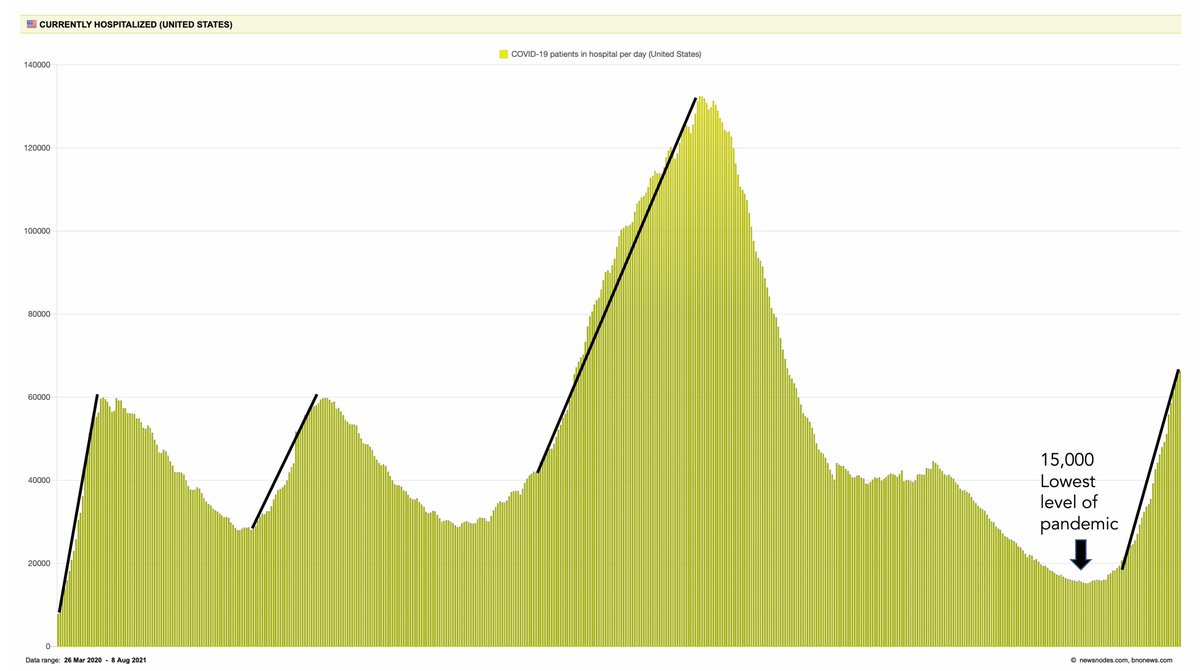 CURRENTLY HOSPITALIZED (UNITED STATES)
COVID-19 patients in hospital per day (United States)
140000
120000
100000
80000
60000
40000
20000
0
15,000
Lowest
level of
pandemic
Data range: 26 Mar 2020 - 8 Aug 2021
© newsnodes.com, bnonews.com